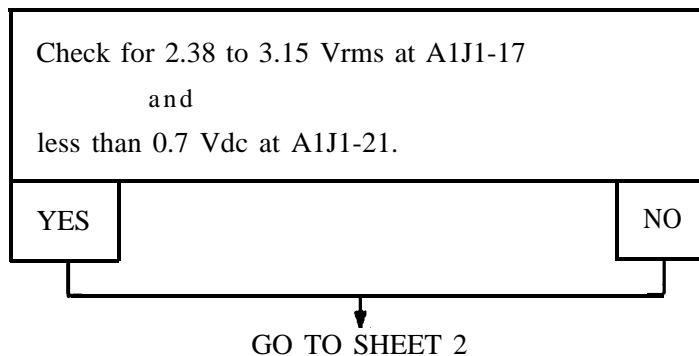 Check for 2.38 to 3.15 Vrms at A1J1-17
and
less than 0.7 Vdc at A1J1-21.
YES
NO
GO TO SHEET 2